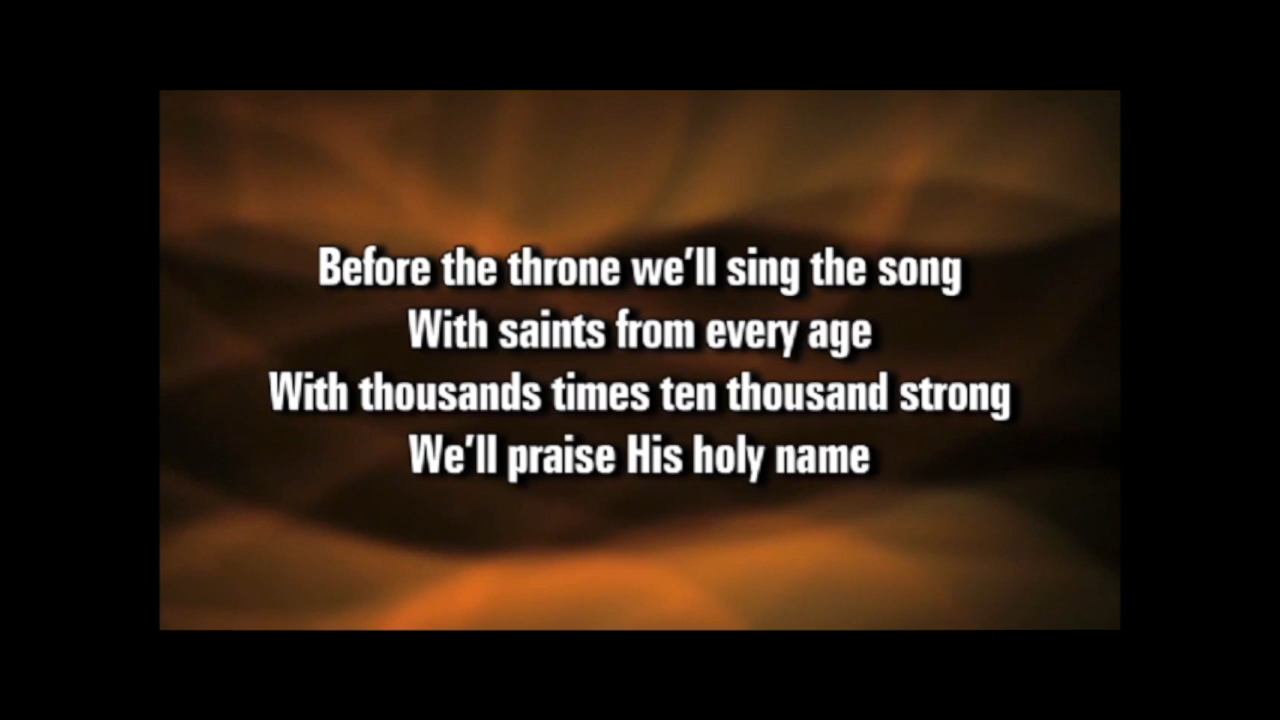 Before the throne we'll sing the song
With saints from every age
With thousands times ten thousand strong
We'll praise His holy name